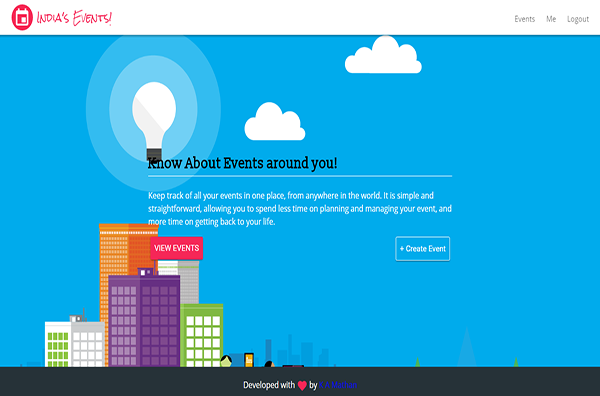 INDIA'S EVENTS!
Events Me Logout
Know About Events around you!
Keep track of all your events in one place, from anywhere in the world. It is simple and
straightforward, allowing you to spend less time on planning and managing your event, and
more time on getting back to your life.
VIEW EVENTS
+ Create Event
Developed with by